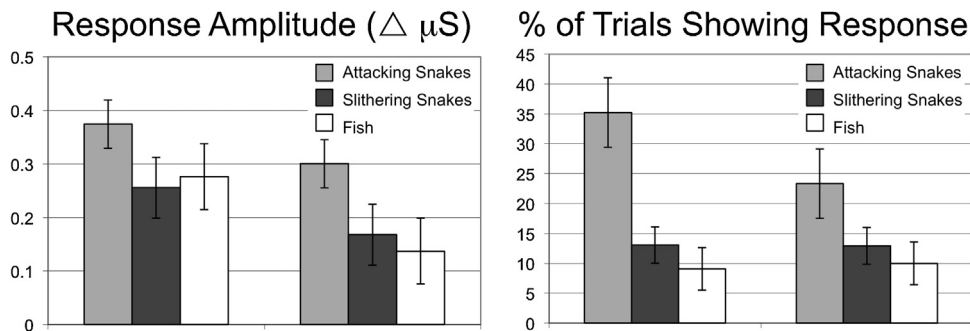 Response Amplitude (△ μS)
0.5
0.4
0.3
0.2
0.1
0
Attacking Snakes
Slithering Snakes
Fish
% of Trials Showing Response
45
40
35
30
25
20
15
10
5
0
Attacking Snakes
Slithering Snakes
Fish